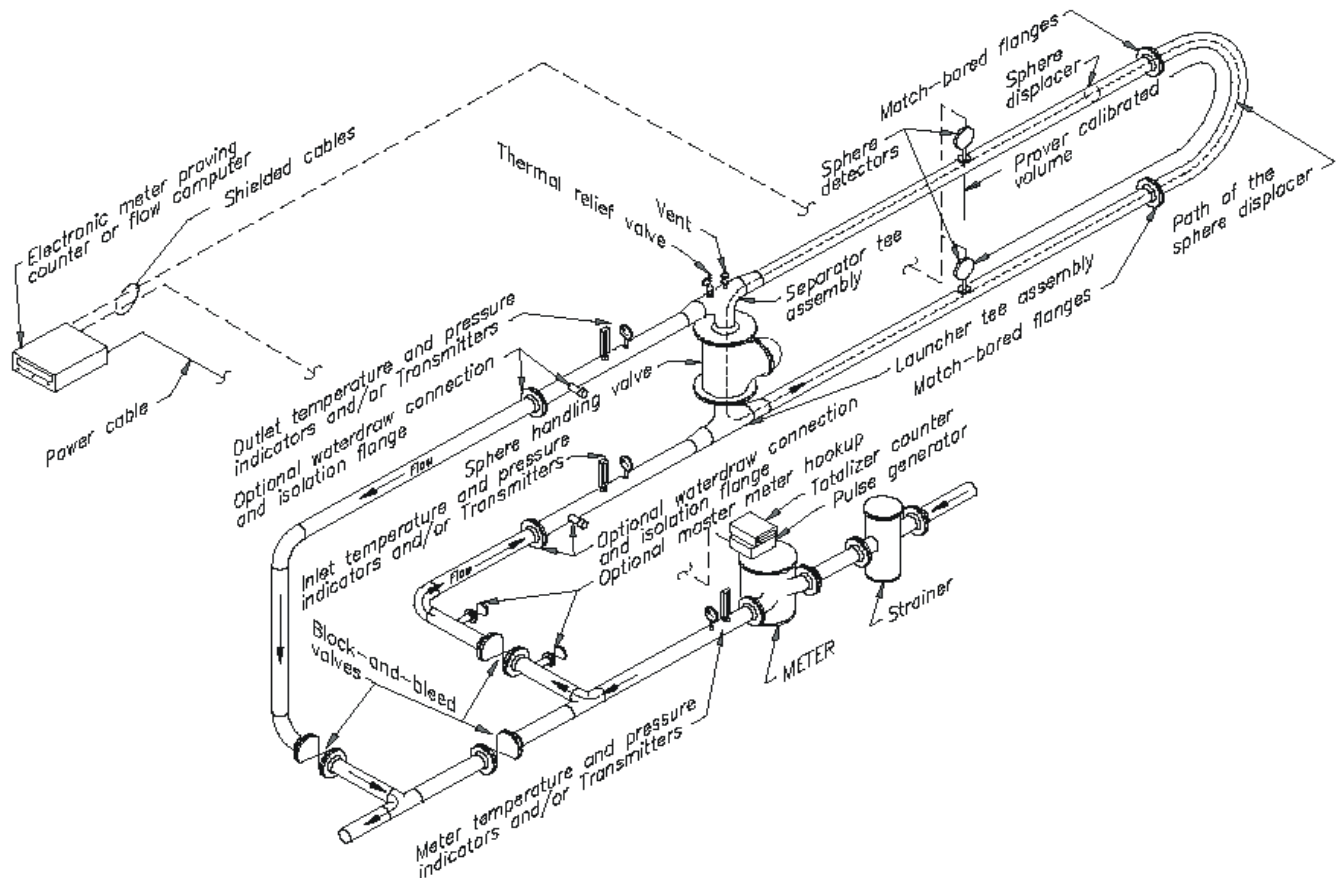 Match-bored flanges
Sphere
displacer
Sphere
detectors
Prover calibrated
volume
Path of the
sphere displacer
Electronic meter proving
counter or flow computer
Shielded cables
Thermal relief
valve
Vent
Separator tee
assembly
Launcher tee assembly
Match-bored flanges
Power cable
Outlet temperature and pressure
indicators and/or Transmitters
Optional waterdraw connection
and isolation flange
Sphere handling valve
Inlet temperature and pressure
indicators and/or Transmitters
Flow
Flow
Optional waterdraw connection
and isolation flange
Optional master meter hookup
Totalizer counter
Pulse generator
Strainer
METER
Block-and-bleed
valves
Meter temperature and pressure
indicators and/or Transmitters